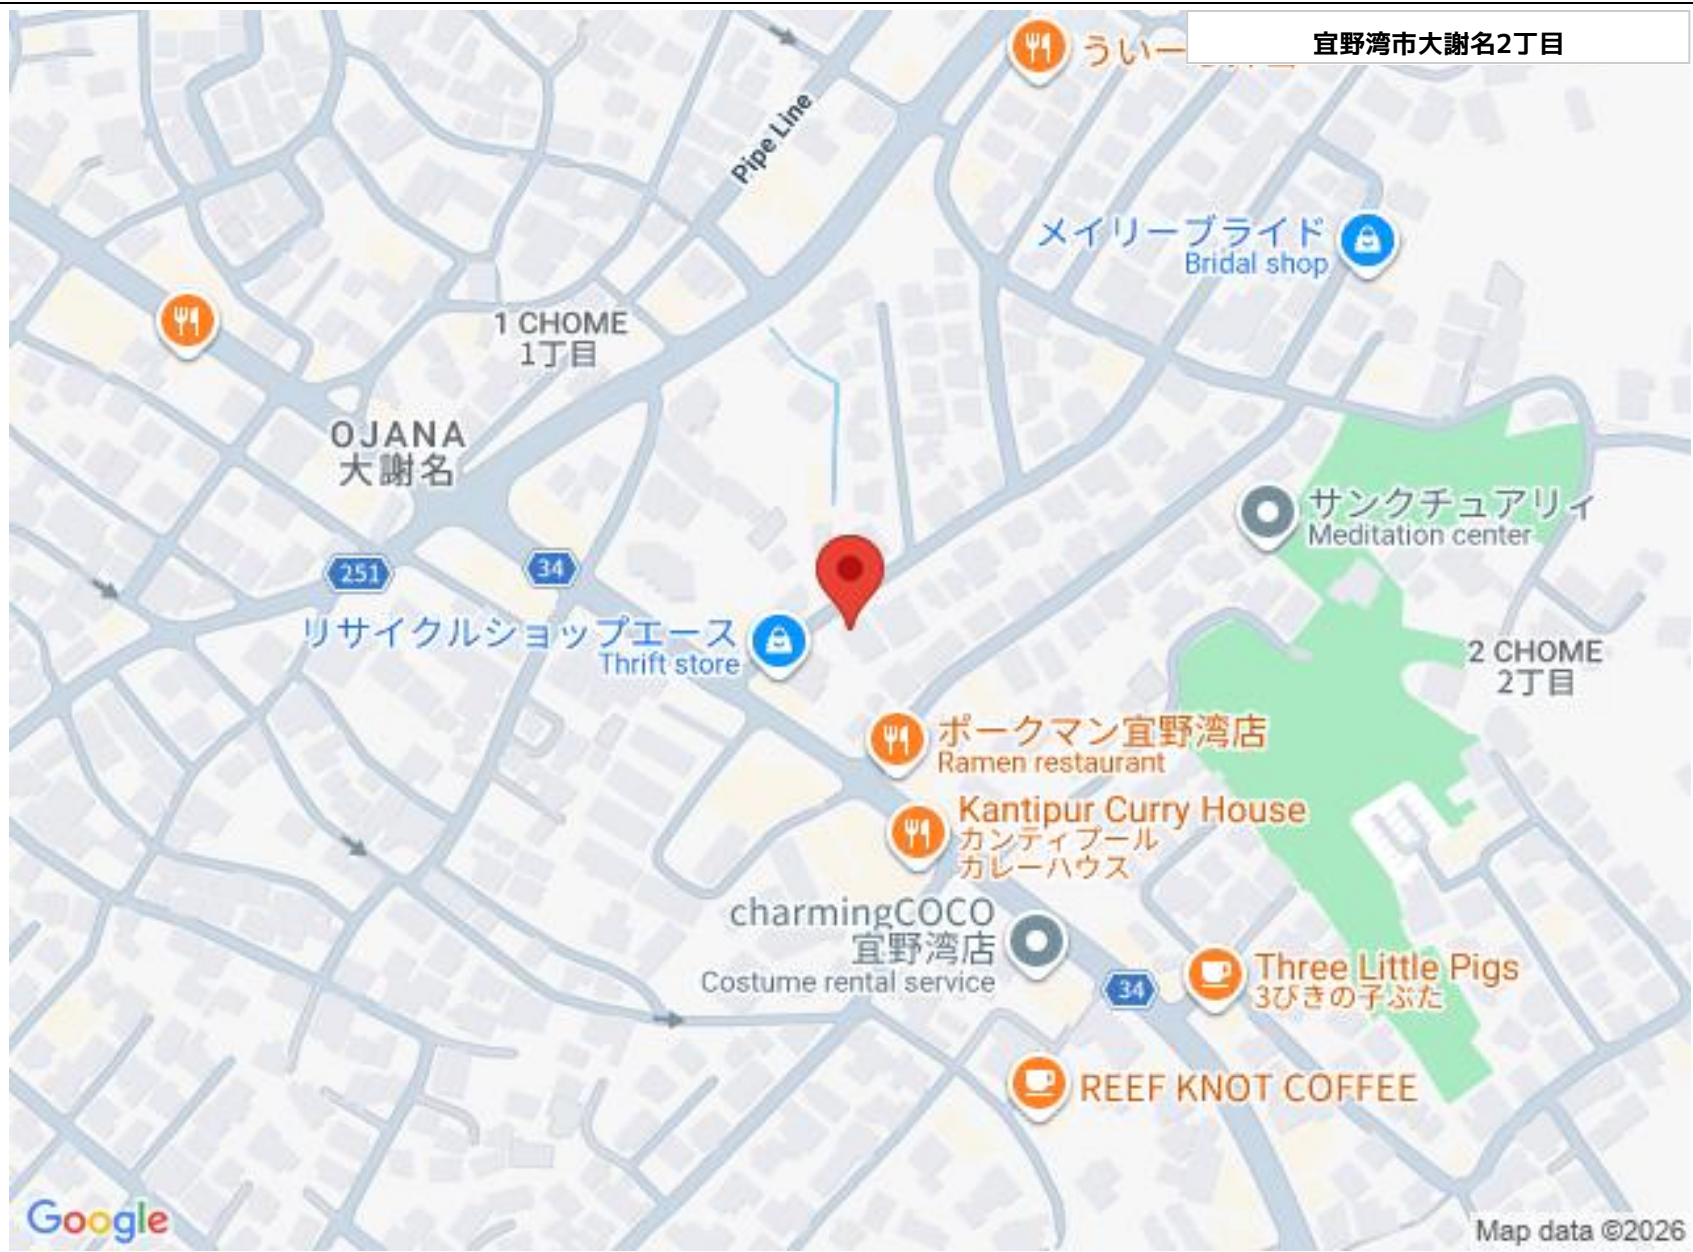 宜野湾市大謝名2丁目
ういー
Pipe Line
メイリーブライド
Bridal shop
1 CHOME
1丁目
OJANA
大謝名
サンクチュアリィ
Meditation center
251
34
リサイクルショップエース
Thrift store
2 CHOME
2丁目
ポークマン宜野湾店
Ramen restaurant
Kantipur Curry House
カンティプール
カレーハウス
charmingCOCO
宜野湾店
Costume rental service
34
Three Little Pigs
3びきの子ぶた
REEF KNOT COFFEE
Google
Map data ©2026